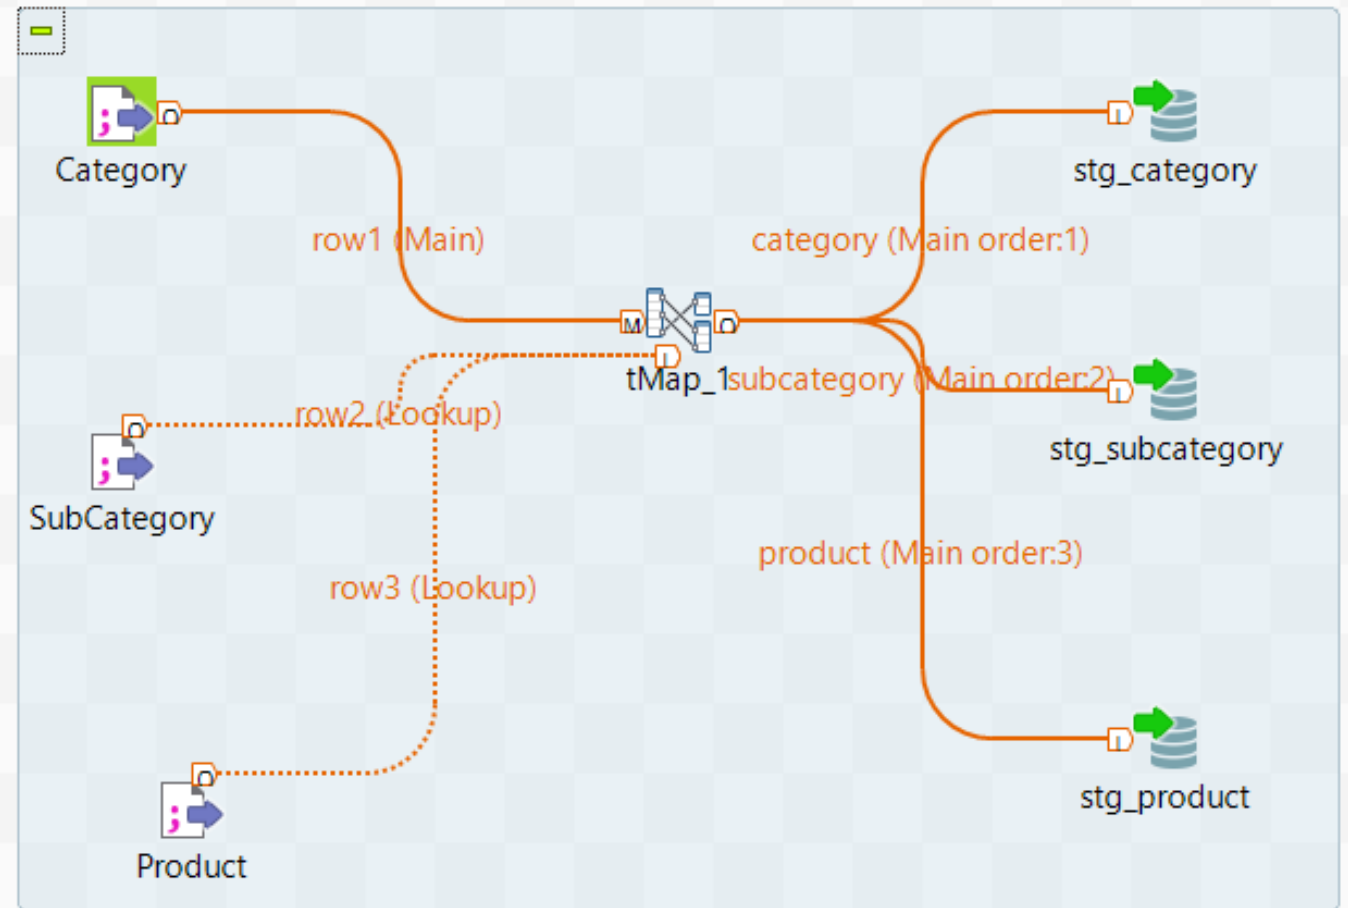 Category
stg_category
row1 (Main)
category (Main order:1)
M
O
tMap_1
subcategory (Main order:2)
row2 (Lookup)
SubCategory
stg_subcategory
product (Main order:3)
row3 (Lookup)
stg_product
Product